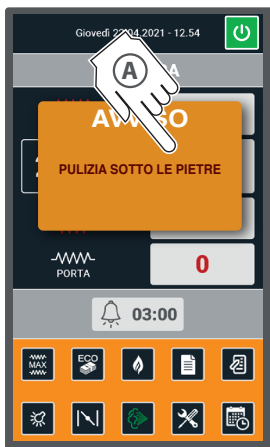 Giovedì 22.04.2021 - 12.54
A
AVVISO
PULIZIA SOTTO LE PIETRE
PORTA
0
03:00
MAX
ECO